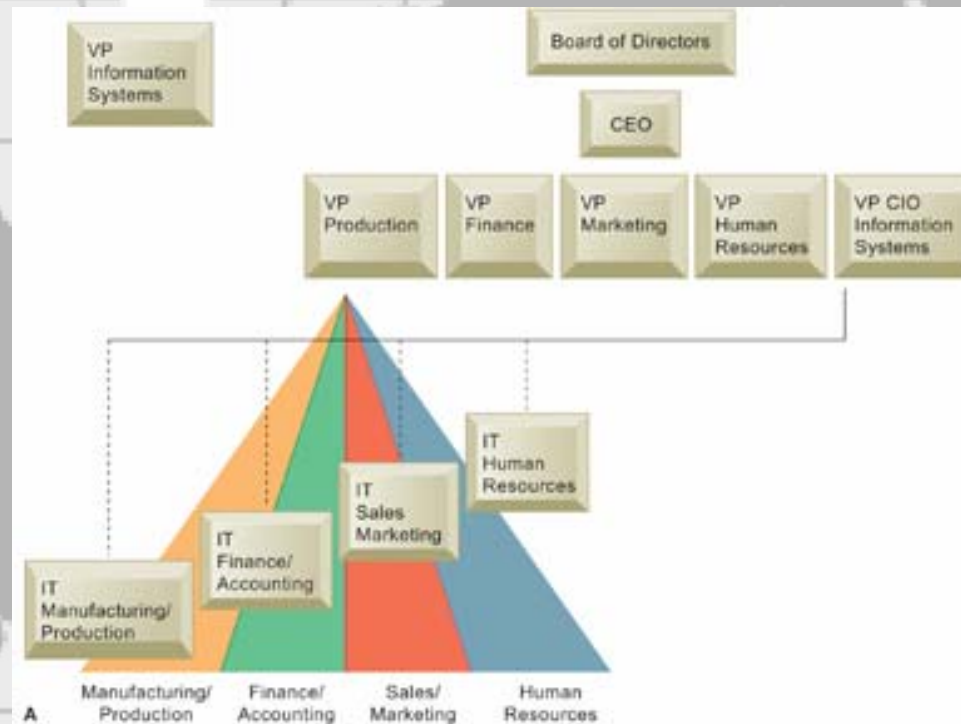 VP
Information
Systems
Board of Directors
CEO
VP
Production
VP
Finance
VP
Marketing
VP
Human
Resources
VP CIO
Information
Systems
IT
Human
Resources
IT
Sales
Marketing
IT
Finance/
Accounting
IT
Manufacturing/
Production
Manufacturing/
Production
Finance/
Accounting
Sales/
Marketing
Human
Resources
A